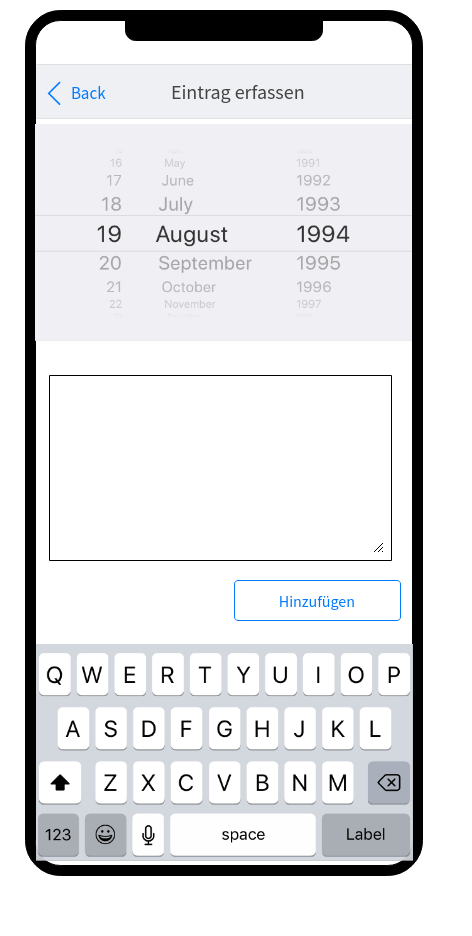 Back Eintrag erfassen
16 May 1991
17 June 1992
18 July 1993
19 August 1994
20 September 1995
21 October 1996
22 November 1997
Hinzufügen
Q W E R T Y U I O P
A S D F G H J K L
Z X C V B N M
123 space Label